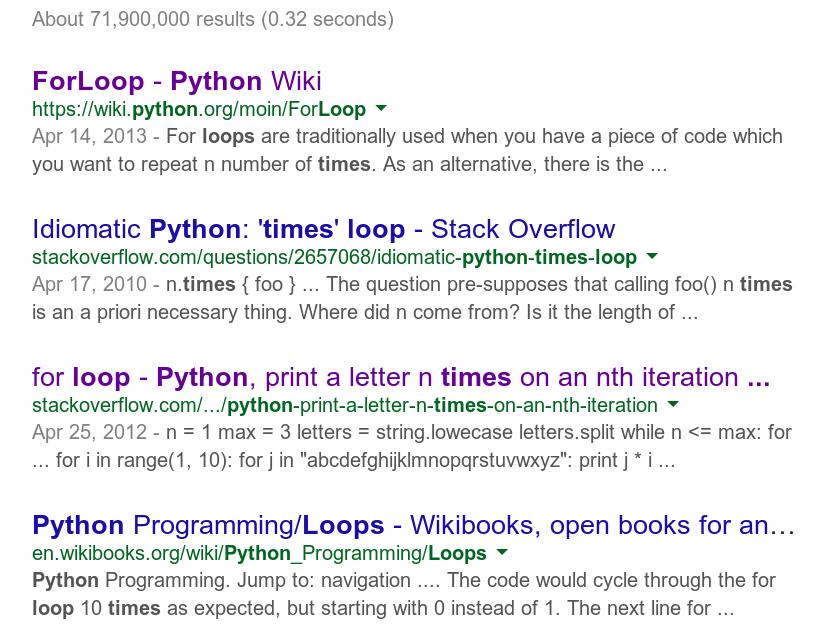 About 71,900,000 results (0.32 seconds)
ForLoop - Python Wiki
https://wiki.python.org/moin/ForLoop
Apr 14, 2013 - For loops are traditionally used when you have a piece of code which
you want to repeat n number of times. As an alternative, there is the ...
Idiomatic Python: 'times' loop - Stack Overflow
stackoverflow.com/questions/2657068/idiomatic-python-times-loop
Apr 17, 2010 - n.times { foo } ... The question pre-supposes that calling foo() n times
is an a priori necessary thing. Where did n come from? Is it the length of ...
for loop - Python, print a letter n times on an nth iteration ...
stackoverflow.com/.../python-print-a-letter-n-times-on-an-nth-iteration
Apr 25, 2012 - n = 1 max = 3 letters = string.lowecase letters.split while n <= max: for
... for i in range(1, 10): for j in "abcdefghijklmnopqrstuvwxyz": print j * i ...
Python Programming/Loops - Wikibooks, open books for an...
en.wikibooks.org/wiki/Python_Programming/Loops
Python Programming. Jump to: navigation .... The code would cycle through the for
loop 10 times as expected, but starting with 0 instead of 1. The next line for ...